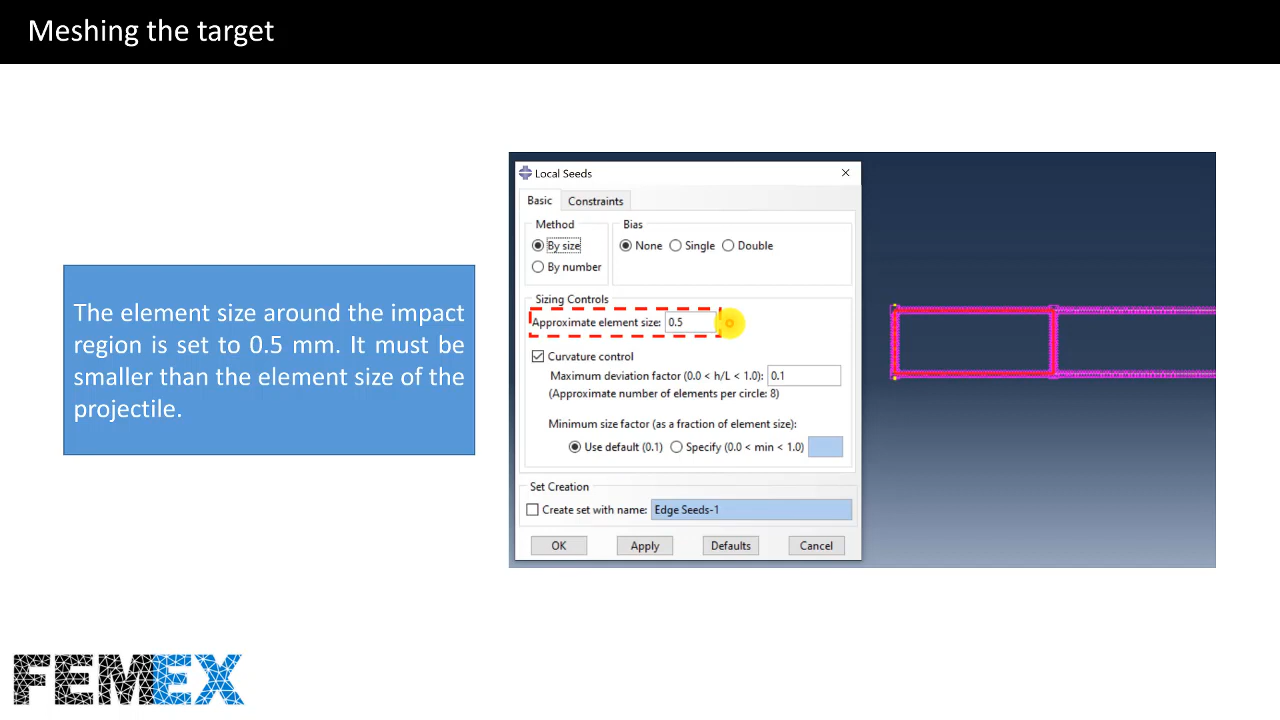 Meshing the target
The element size around the impact
region is set to 0.5 mm. It must be
smaller than the element size of the
projectile.
Local Seeds
Basic
Constraints
Method
By size
By number
Bias
None
Single
Double
Sizing Controls
Approximate element size: 0.5
Curvature control
Maximum deviation factor (0.0 < h/L < 1.0): 0.1
(Approximate number of elements per circle: 8)
Minimum size factor (as a fraction of element size):
Use default (0.1)
Specify (0.0 < min < 1.0)
Set Creation
Create set with name: Edge Seeds-1
OK
Apply
Defaults
Cancel
FEMEX